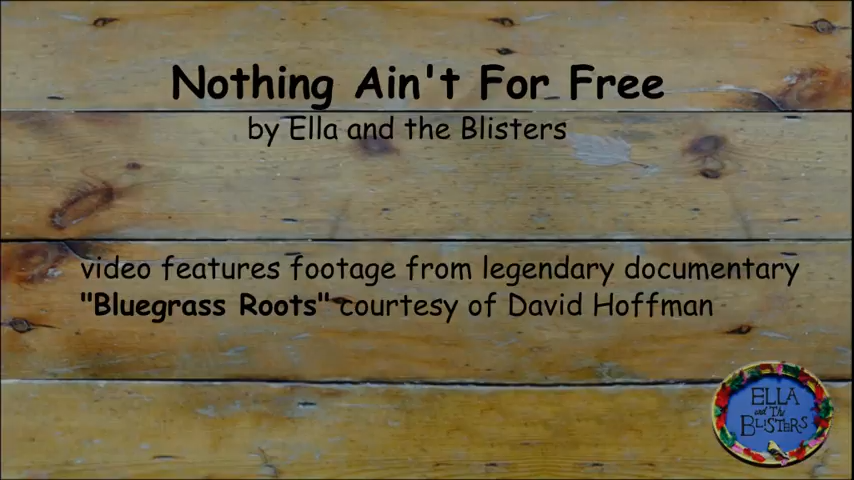 Nothing Ain't For Free
by Ella and the Blisters
video features footage from legendary documentary
"Bluegrass Roots" courtesy of David Hoffman
ELLA
and The
BLISTERS